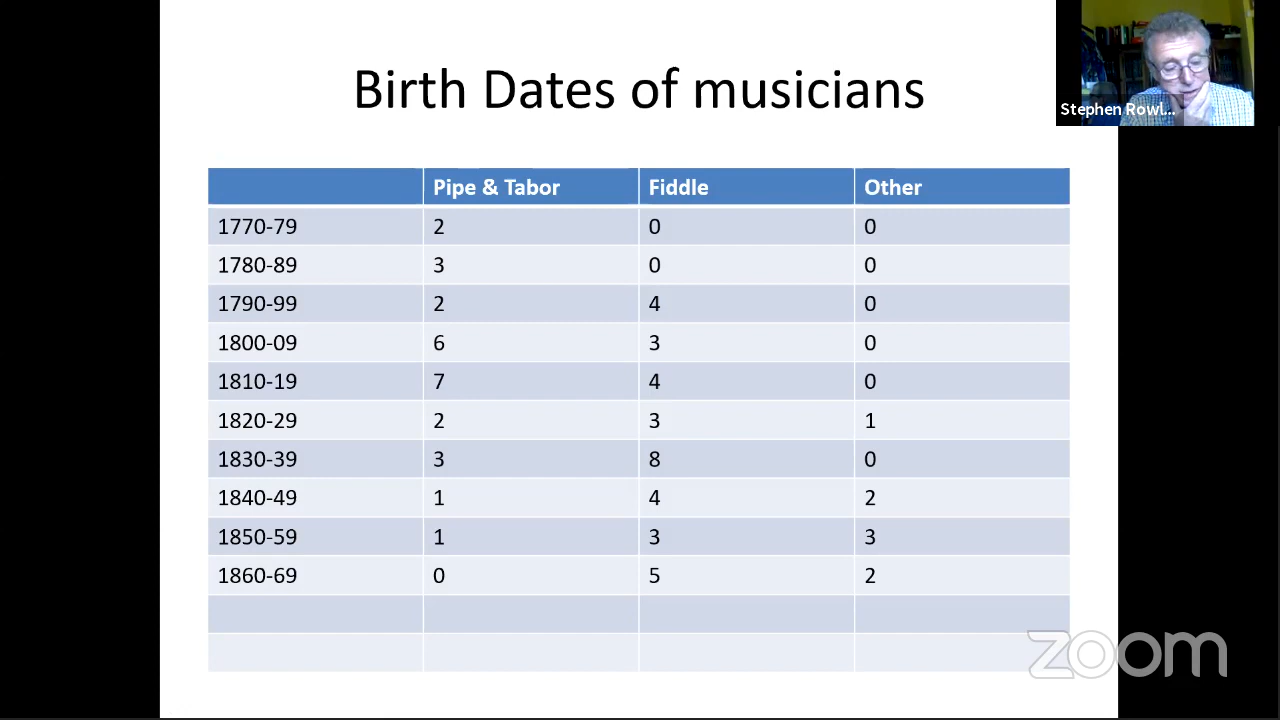 Birth Dates of musicians
Stephen Rowl...
Pipe & Tabor Fiddle Other
1770-79 2 0 0
1780-89 3 0 0
1790-99 2 4 0
1800-09 6 3 0
1810-19 7 4 0
1820-29 2 3 1
1830-39 3 8 0
1840-49 1 4 2
1850-59 1 3 3
1860-69 0 5 2
zoom